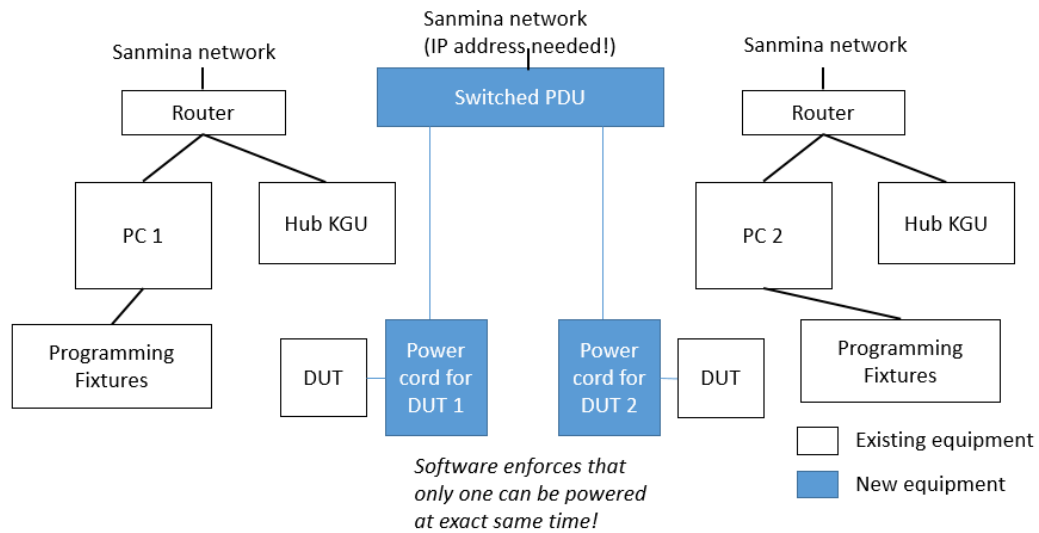 Sanmina network
(IP address needed!)
Sanmina network
Sanmina network
Switched PDU
Router
Router
PC 1
Hub KGU
PC 2
Hub KGU
Programming
Fixtures
DUT
Power
cord for
DUT 1
Power
cord for
DUT 2
DUT
Programming
Fixtures
Existing equipment
New equipment
Software enforces that
only one can be powered
at exact same time!